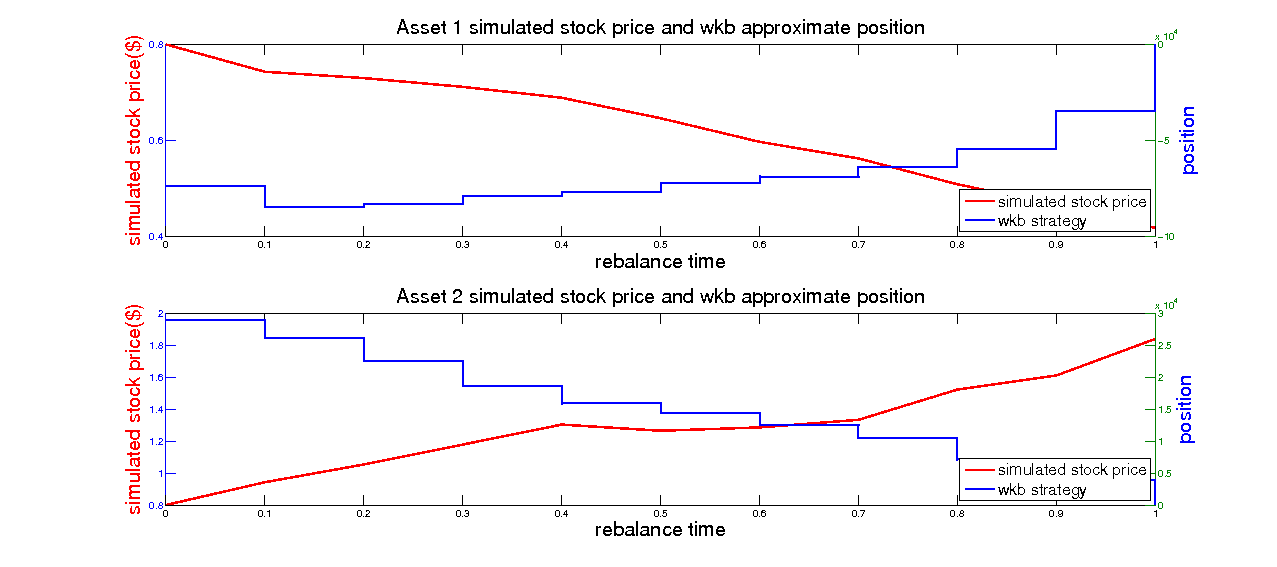 Asset 1 simulated stock price and wkb approximate position
x 10^4
simulated stock price($)
0.8
0.6
0.4
0
-5
-10
position
simulated stock price
wkb strategy
0 0.1 0.2 0.3 0.4 0.5 0.6 0.7 0.8 0.9 1
rebalance time
Asset 2 simulated stock price and wkb approximate position
x 10^4
simulated stock price($)
2
1.8
1.6
1.4
1.2
1
0.8
3
2.5
2
1.5
1
0.5
0
position
simulated stock price
wkb strategy
0 0.1 0.2 0.3 0.4 0.5 0.6 0.7 0.8 0.9 1
rebalance time